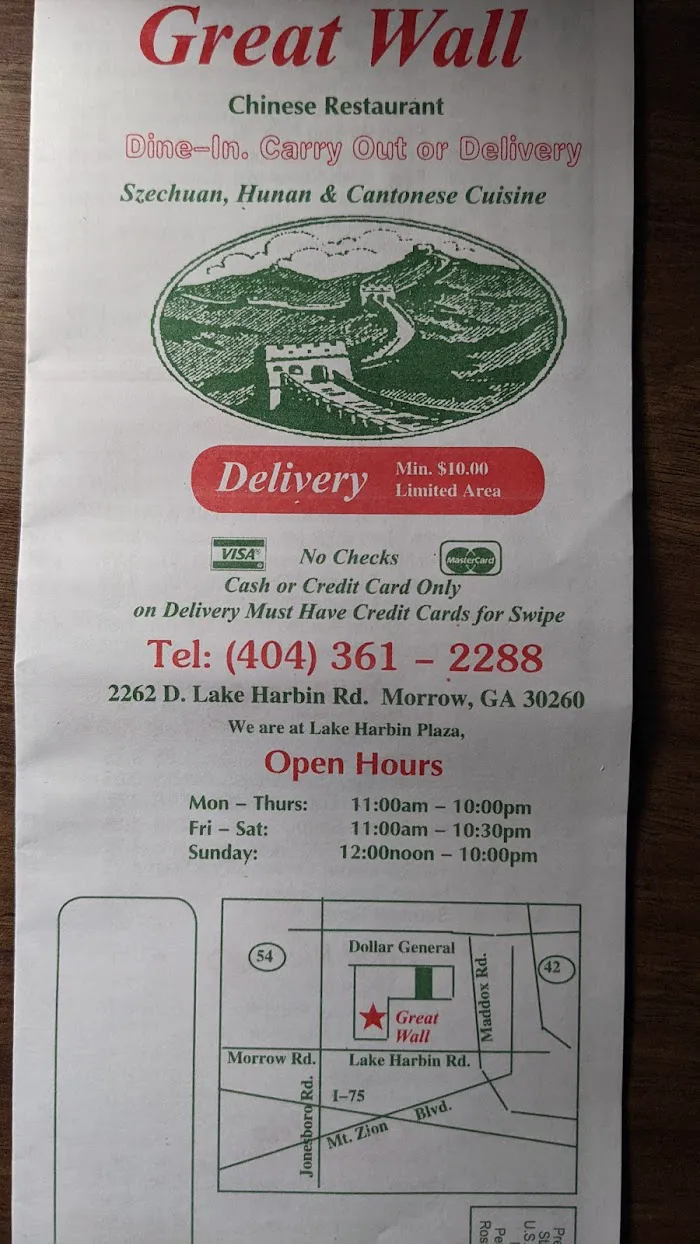 Great Wall
Chinese Restaurant
Dine-In. Carry Out or Delivery
Szechuan, Hunan & Cantonese Cuisine
Delivery Min. $10.00
Limited Area
VISA No Checks MasterCard
Cash or Credit Card Only
on Delivery Must Have Credit Cards for Swipe
Tel: (404) 361 – 2288
2262 D. Lake Harbin Rd. Morrow, GA 30260
We are at Lake Harbin Plaza,
Open Hours
Mon – Thurs: 11:00am – 10:00pm
Fri – Sat: 11:00am – 10:30pm
Sunday: 12:00noon – 10:00pm
54
Dollar General
Maddox Rd.
42
Great
Wall
Morrow Rd.
Lake Harbin Rd.
Jonesboro Rd.
I–75
Mt. Zion Blvd.
U.S